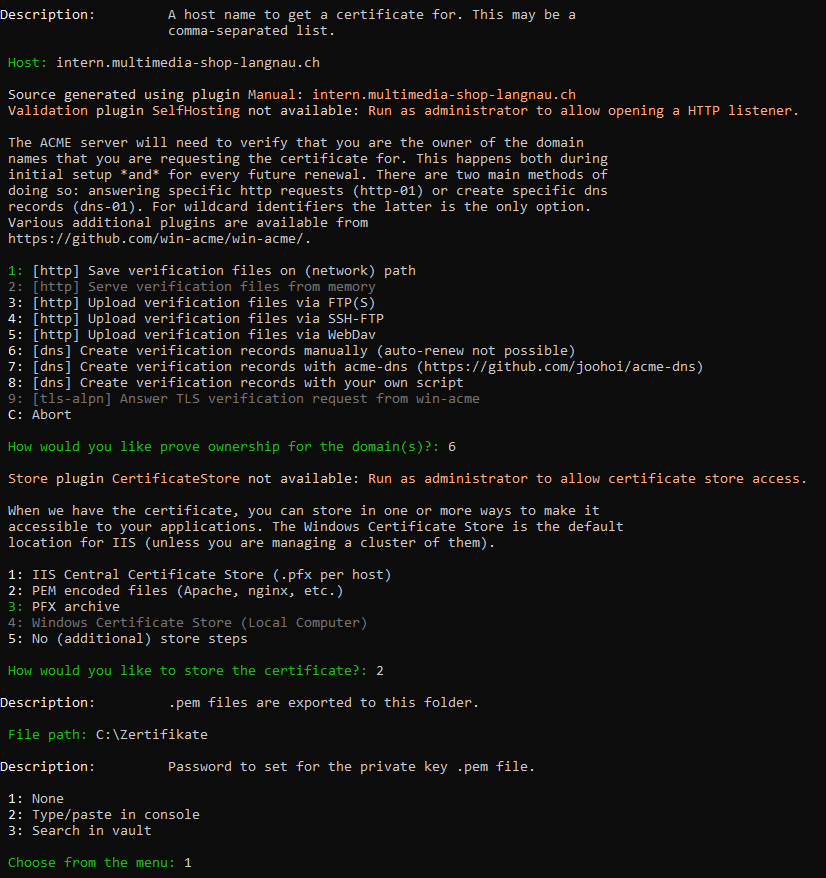 Description: A host name to get a certificate for. This may be a
comma-separated list.
Host: intern.multimedia-shop-langnau.ch
Source generated using plugin Manual: intern.multimedia-shop-langnau.ch
Validation plugin SelfHosting not available: Run as administrator to allow opening a HTTP listener.
The ACME server will need to verify that you are the owner of the domain
names that you are requesting the certificate for. This happens both during
initial setup *and* for every future renewal. There are two main methods of
doing so: answering specific http requests (http-01) or create specific dns
records (dns-01). For wildcard identifiers the latter is the only option.
Various additional plugins are available from
https://github.com/win-acme/win-acme/.
1: [http] Save verification files on (network) path
2: [http] Serve verification files from memory
3: [http] Upload verification files via FTP(S)
4: [http] Upload verification files via SSH-FTP
5: [http] Upload verification files via WebDav
6: [dns] Create verification records manually (auto-renew not possible)
7: [dns] Create verification records with acme-dns (https://github.com/joohoi/acme-dns)
8: [dns] Create verification records with your own script
9: [tls-alpn] Answer TLS verification request from win-acme
C: Abort
How would you like prove ownership for the domain(s)?: 6
Store plugin CertificateStore not available: Run as administrator to allow certificate store access.
When we have the certificate, you can store in one or more ways to make it
accessible to your applications. The Windows Certificate Store is the default
location for IIS (unless you are managing a cluster of them).
1: IIS Central Certificate Store (.pfx per host)
2: PEM encoded files (Apache, nginx, etc.)
3: PFX archive
4: Windows Certificate Store (Local Computer)
5: No (additional) store steps
How would you like to store the certificate?: 2
Description: .pem files are exported to this folder.
File path: C:\Zertifikate
Description: Password to set for the private key .pem file.
1: None
2: Type/paste in console
3: Search in vault
Choose from the menu: 1